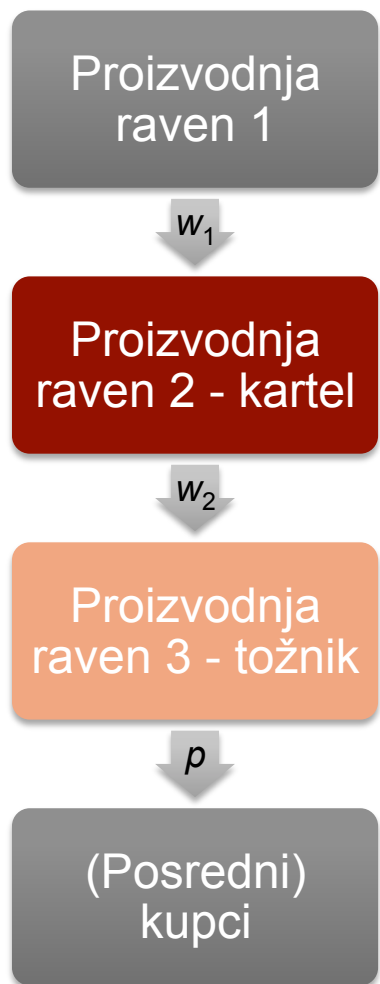 Proizvodnja
raven 1
w₁
Proizvodnja
raven 2 - kartel
w₂
Proizvodnja
raven 3 - tožnik
p
(Posredni)
kupci